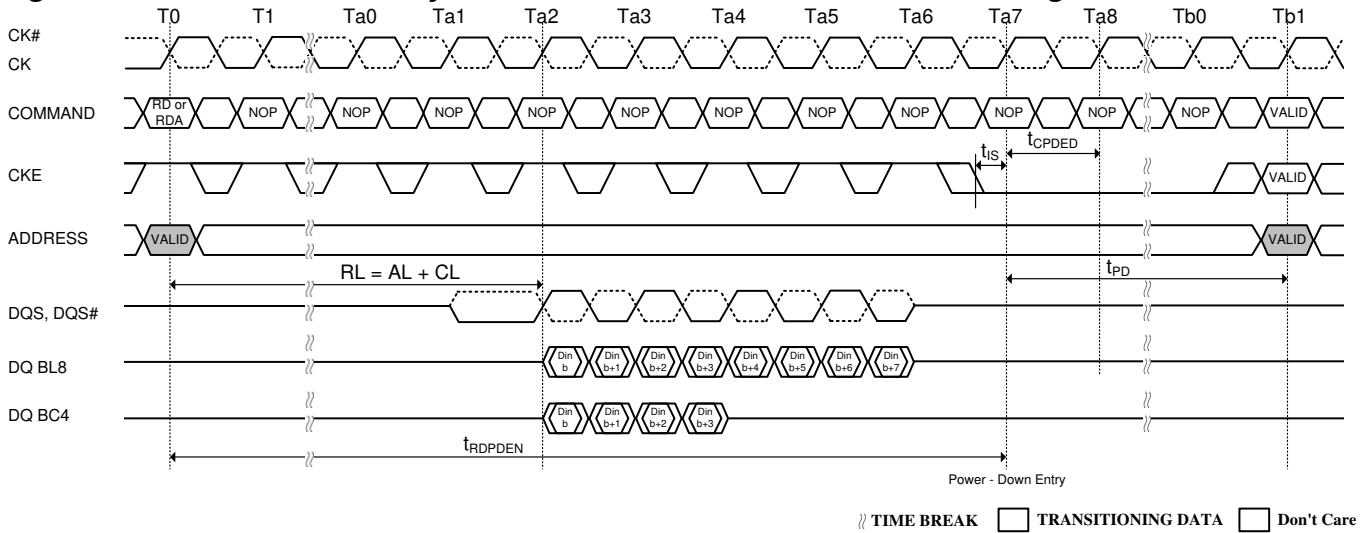 T0 T1 Ta0 Ta1 Ta2 Ta3 Ta4 Ta5 Ta6 Ta7 Ta8 Tb0 Tb1
CK#
CK
COMMAND
RD or RDA
NOP NOP NOP NOP NOP NOP NOP NOP NOP NOP NOP VALID
tIS
tCPDED
CKE
VALID
ADDRESS
VALID
VALID
RL = AL + CL
tPD
DQS, DQS#
DQ BL8
Din b Din b+1 Din b+2 Din b+3 Din b+4 Din b+5 Din b+6 Din b+7
DQ BC4
Din b Din b+1 Din b+2 Din b+3
tRDPDEN
Power - Down Entry
TIME BREAK TRANSITIONING DATA Don't Care